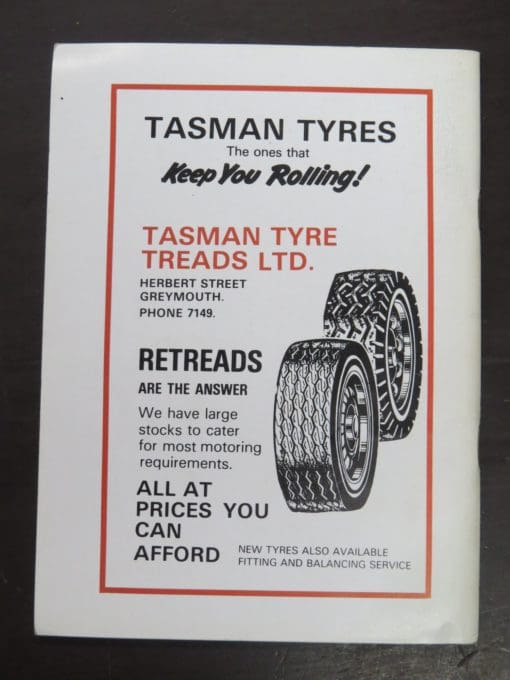 TASMAN TYRES
The ones that
Keep You Rolling!
TASMAN TYRE
TREADS LTD.
HERBERT STREET
GREYMOUTH.
PHONE 7149.
RETREADS
ARE THE ANSWER
We have large
stocks to cater
for most motoring
requirements.
ALL AT
PRICES YOU
CAN
AFFORD
NEW TYRES ALSO AVAILABLE
FITTING AND BALANCING SERVICE